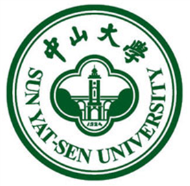 中山大學
SUN YAT-SEN UNIVERSITY
1924